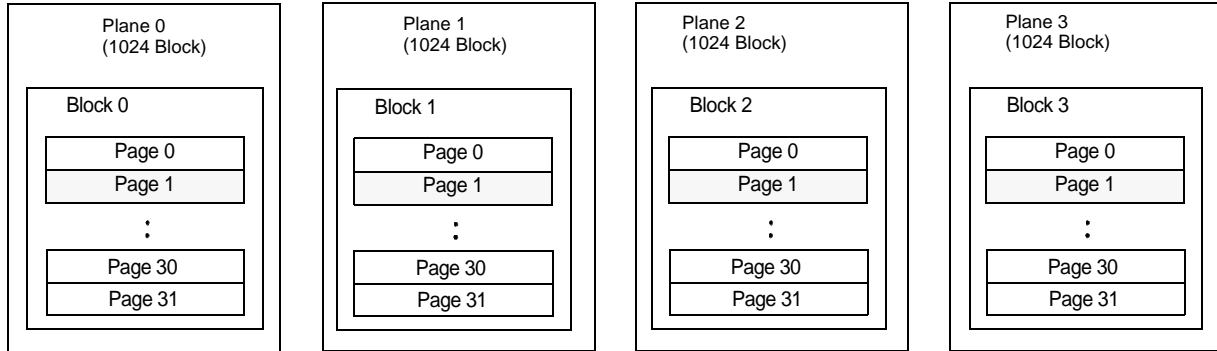 Plane 0
(1024 Block)
Block 0
Page 0
Page 1
Page 30
Page 31
Plane 1
(1024 Block)
Block 1
Page 0
Page 1
Page 30
Page 31
Plane 2
(1024 Block)
Block 2
Page 0
Page 1
Page 30
Page 31
Plane 3
(1024 Block)
Block 3
Page 0
Page 1
Page 30
Page 31